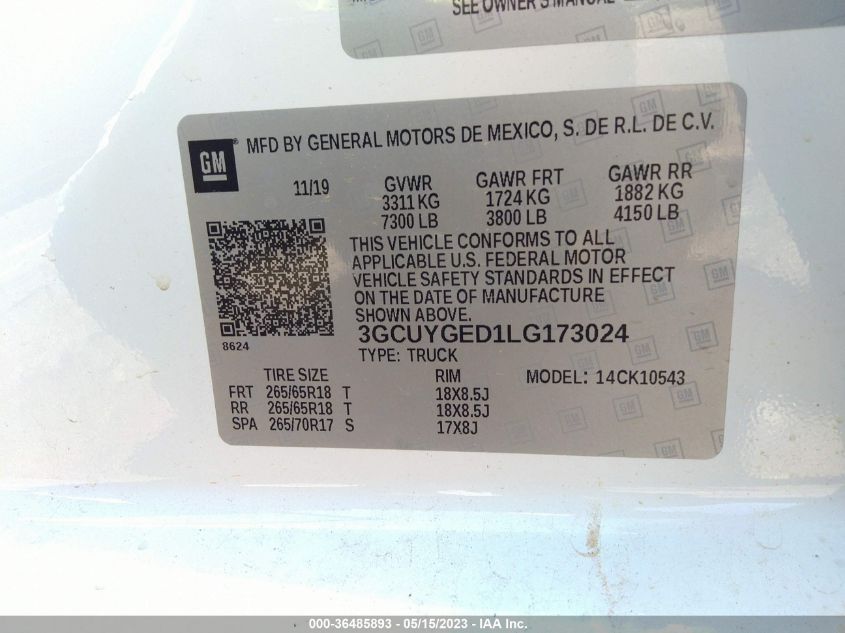 SEE OWNER'S MANUAL
GM
MFD BY GENERAL MOTORS DE MEXICO, S. DE R.L. DE C.V.
11/19 GVWR GAWR FRT GAWR RR
3311 KG 1724 KG 1882 KG
7300 LB 3800 LB 4150 LB
THIS VEHICLE CONFORMS TO ALL
APPLICABLE U.S. FEDERAL MOTOR
VEHICLE SAFETY STANDARDS IN EFFECT
ON THE DATE OF MANUFACTURE
SHOWN ABOVE.
8624
3GCUYGED1LG173024
TYPE: TRUCK
TIRE SIZE RIM MODEL: 14CK10543
FRT 265/65R18 T 18X8.5J
RR 265/65R18 T 18X8.5J
SPA 265/70R17 S 17X8J
000-36485893 - 05/15/2023 - IAA Inc.